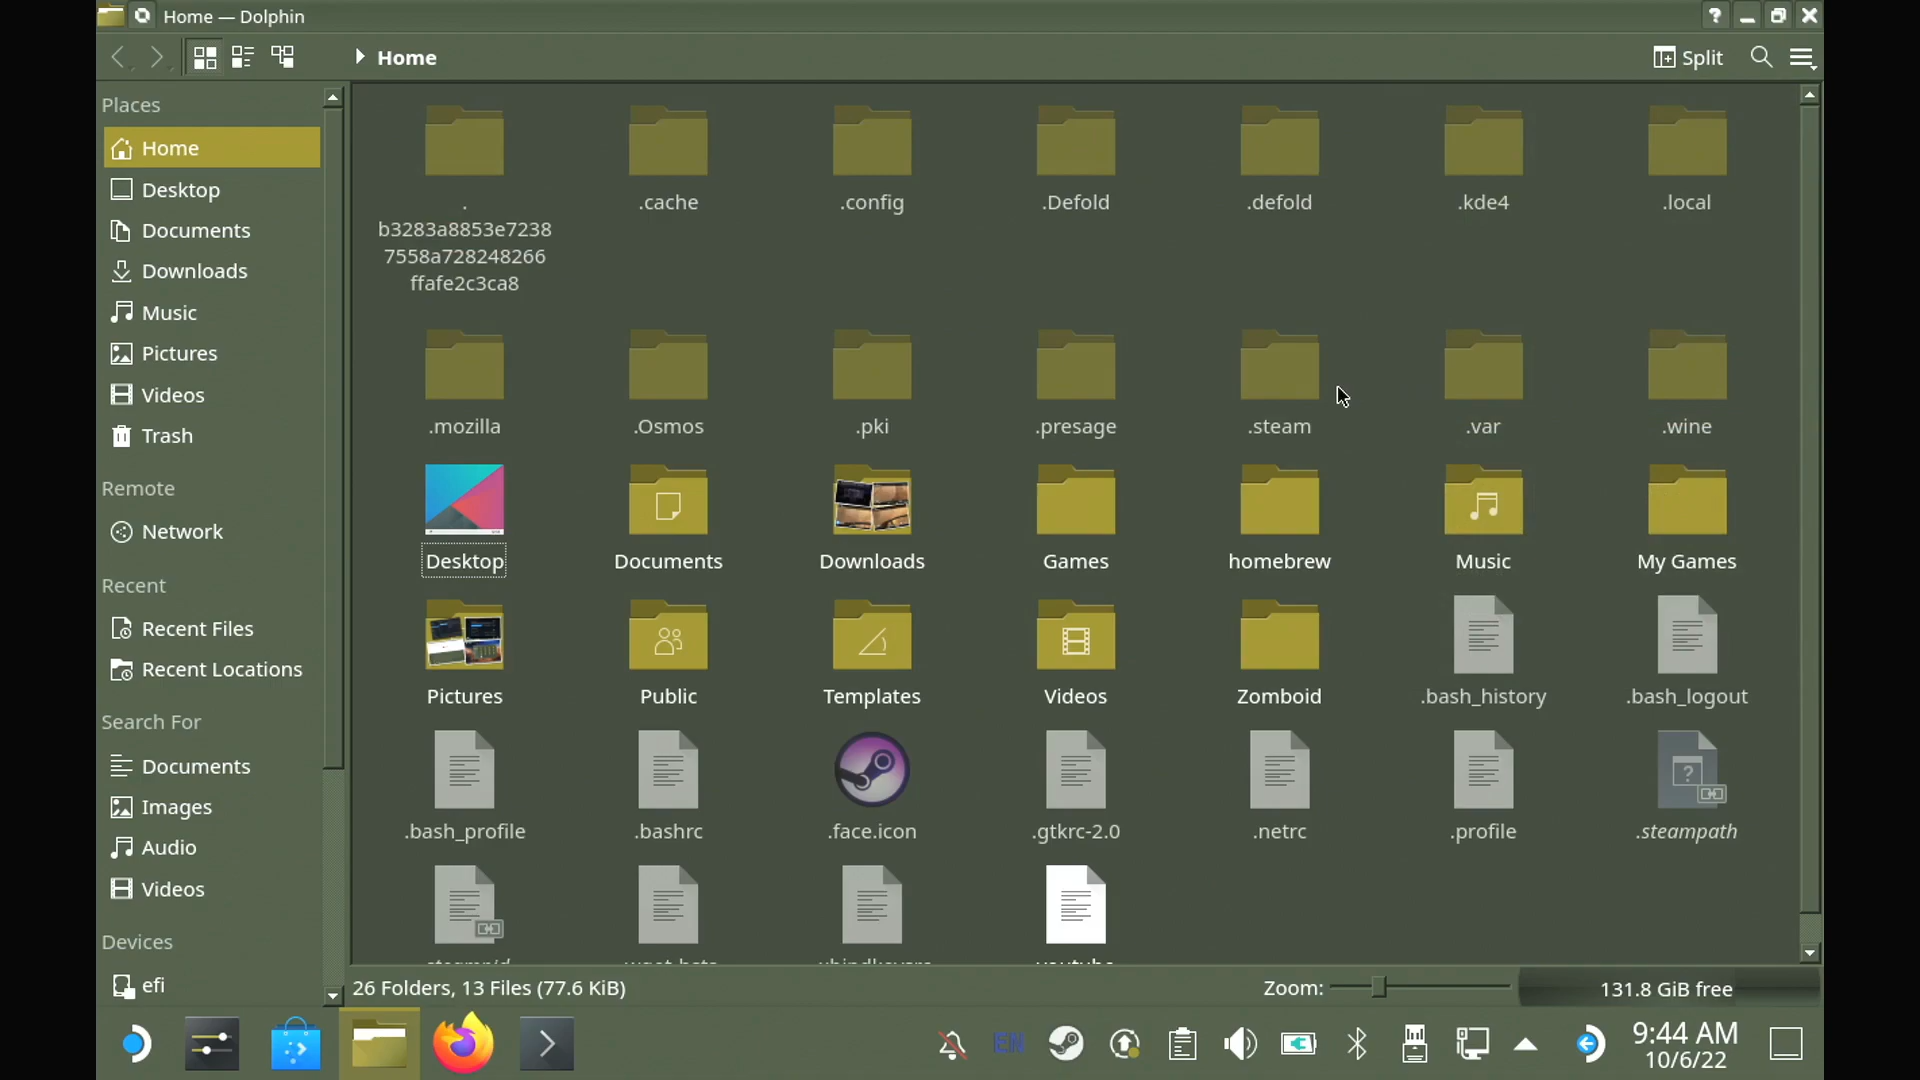 Home — Dolphin
Home
Split
Places
Home
Desktop
Documents
Downloads
Music
Pictures
Videos
Trash
Remote
Network
Recent
Recent Files
Recent Locations
Search For
Documents
Images
Audio
Videos
Devices
efi
.
b3283a8853e7238
7558a728248266
ffafe2c3ca8
.cache
.config
.Defold
.defold
.kde4
.local
.mozilla
.Osmos
.pki
.presage
.steam
.var
.wine
Desktop
Documents
Downloads
Games
homebrew
Music
My Games
Pictures
Public
Templates
Videos
Zomboid
.bash_history
.bash_logout
.bash_profile
.bashrc
.face.icon
.gtkrc-2.0
.netrc
.profile
.steampath
26 Folders, 13 Files (77.6 KiB)
Zoom:
131.8 GiB free
EN
9:44 AM
10/6/22